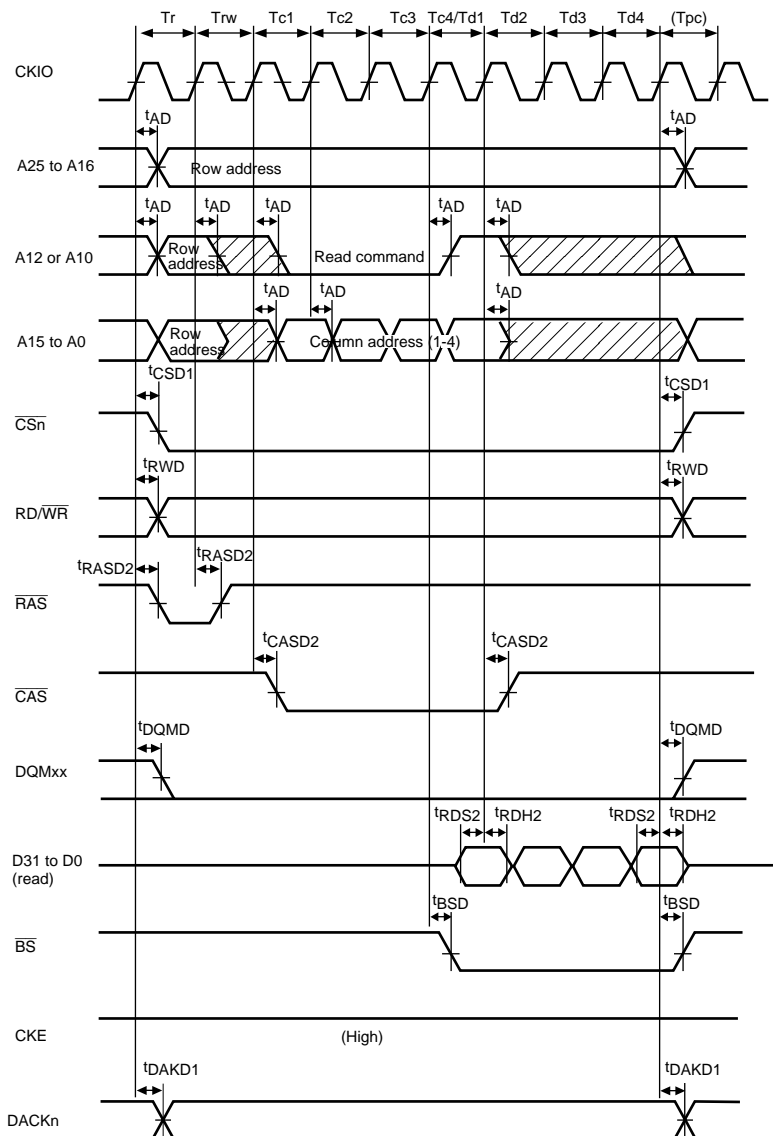 Tr Trw Tc1 Tc2 Tc3 Tc4/Td1 Td2 Td3 Td4 (Tpc)
CKIO
tAD tAD
A25 to A16 Row address
tAD tAD tAD tAD tAD
A12 or A10 Row address Read command
tAD tAD tAD
A15 to A0 Row address Column address (1-4)
tCSD1 tCSD1
CSn
tRWD tRWD
RD/WR
tRASD2 tRASD2
RAS
tCASD2 tCASD2
CAS
tDQMD tDQMD
DQMxx
tRDS2 tRDH2 tRDS2 tRDH2
D31 to D0
(read)
tBSD tBSD
BS
CKE (High)
tDAKD1 tDAKD1
DACKn